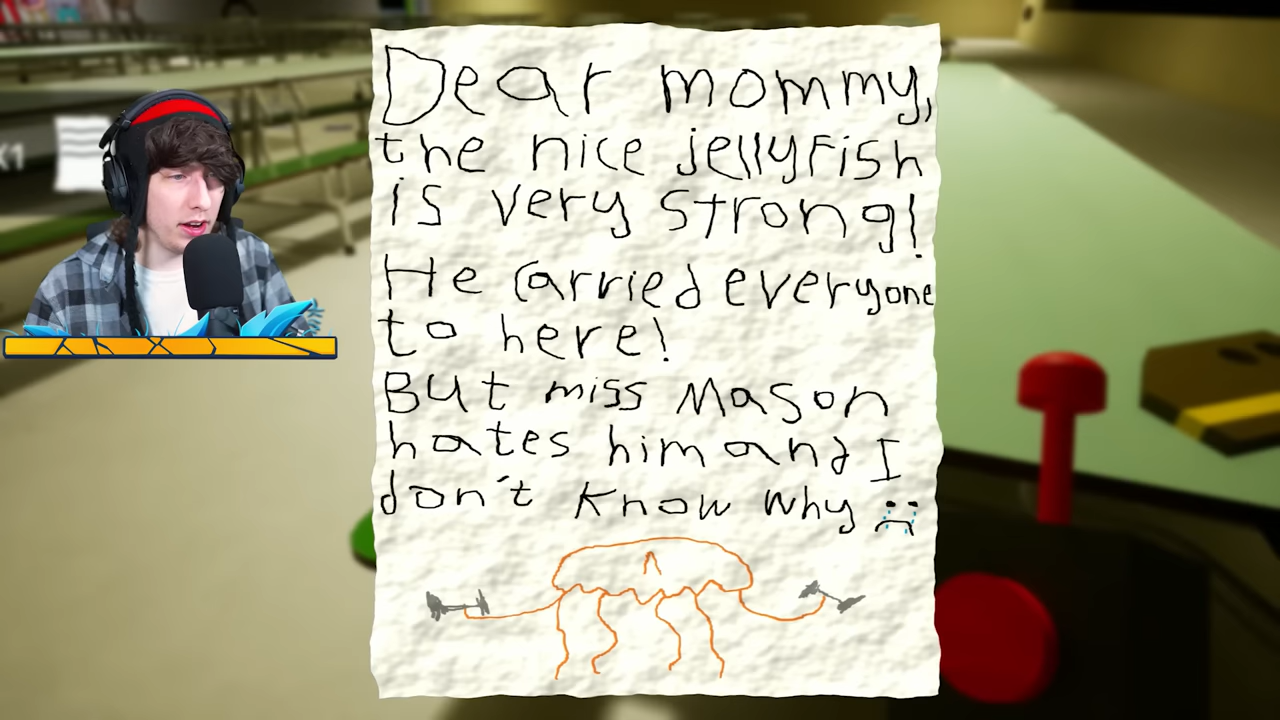 Dear mommy,
the nice jellyfish
is very strong!
He carried everyone
to here!
But miss Mason
hates him and I
don't know why
X1